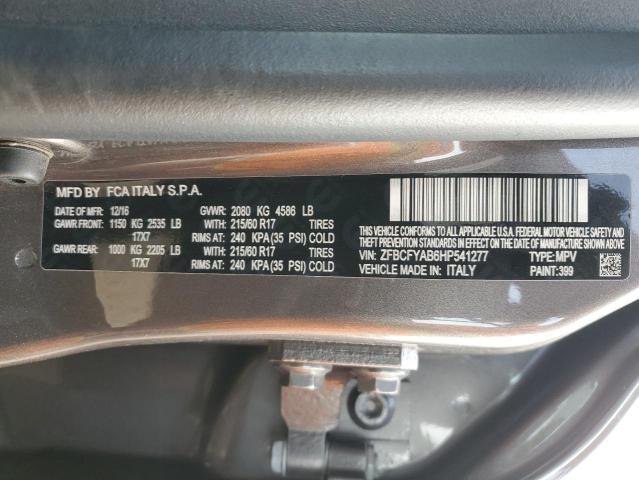 MFD BY FCA ITALY S.P.A.
DATE OF MFD: 12/16 GVWR: 2080 KG 4586 LB
GAWR FRONT: 1150 KG 2535 LB WITH 215/60 R17 TIRES
17X7 RIMS AT: 240 KPA (35 PSI) COLD
GAWR REAR: 1000 KG 2205 LB WITH: 215/60 R17 TIRES
17X7 RIMS AT: 240 KPA (35 PSI) COLD
THIS VEHICLE CONFORMS TO ALL APPLICABLE U.S.A. FEDERAL MOTOR VEHICLE SAFETY
AND THEFT PREVENTION STANDARDS IN EFFECT ON THE DATE OF MANUFACTURE SHOWN ABOVE.
VIN: ZFBCFYAB6HP541277 TYPE: MPV
VEHICLE MADE IN: ITALY PAINT: 399